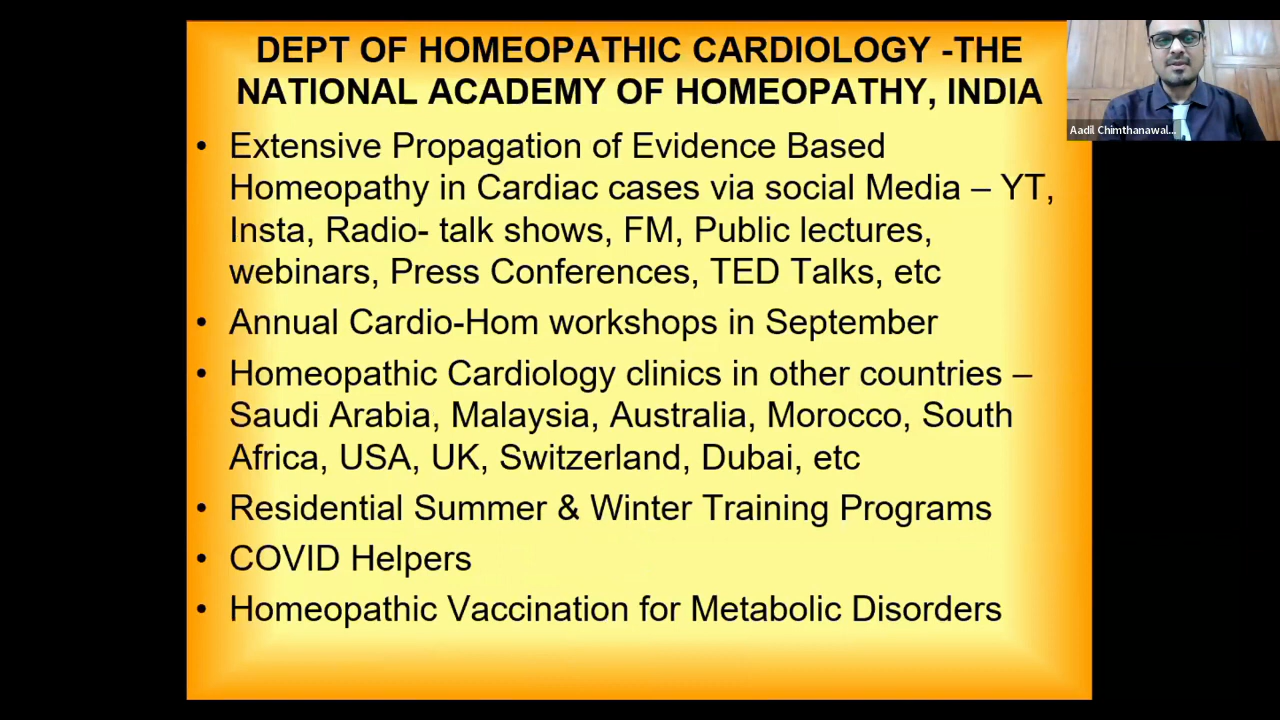 DEPT OF HOMEOPATHIC CARDIOLOGY -THE
NATIONAL ACADEMY OF HOMEOPATHY, INDIA
• Extensive Propagation of Evidence Based
Homeopathy in Cardiac cases via social Media – YT,
Insta, Radio- talk shows, FM, Public lectures,
webinars, Press Conferences, TED Talks, etc
• Annual Cardio-Hom workshops in September
• Homeopathic Cardiology clinics in other countries –
Saudi Arabia, Malaysia, Australia, Morocco, South
Africa, USA, UK, Switzerland, Dubai, etc
• Residential Summer & Winter Training Programs
• COVID Helpers
• Homeopathic Vaccination for Metabolic Disorders
Aadil Chimthanawal...